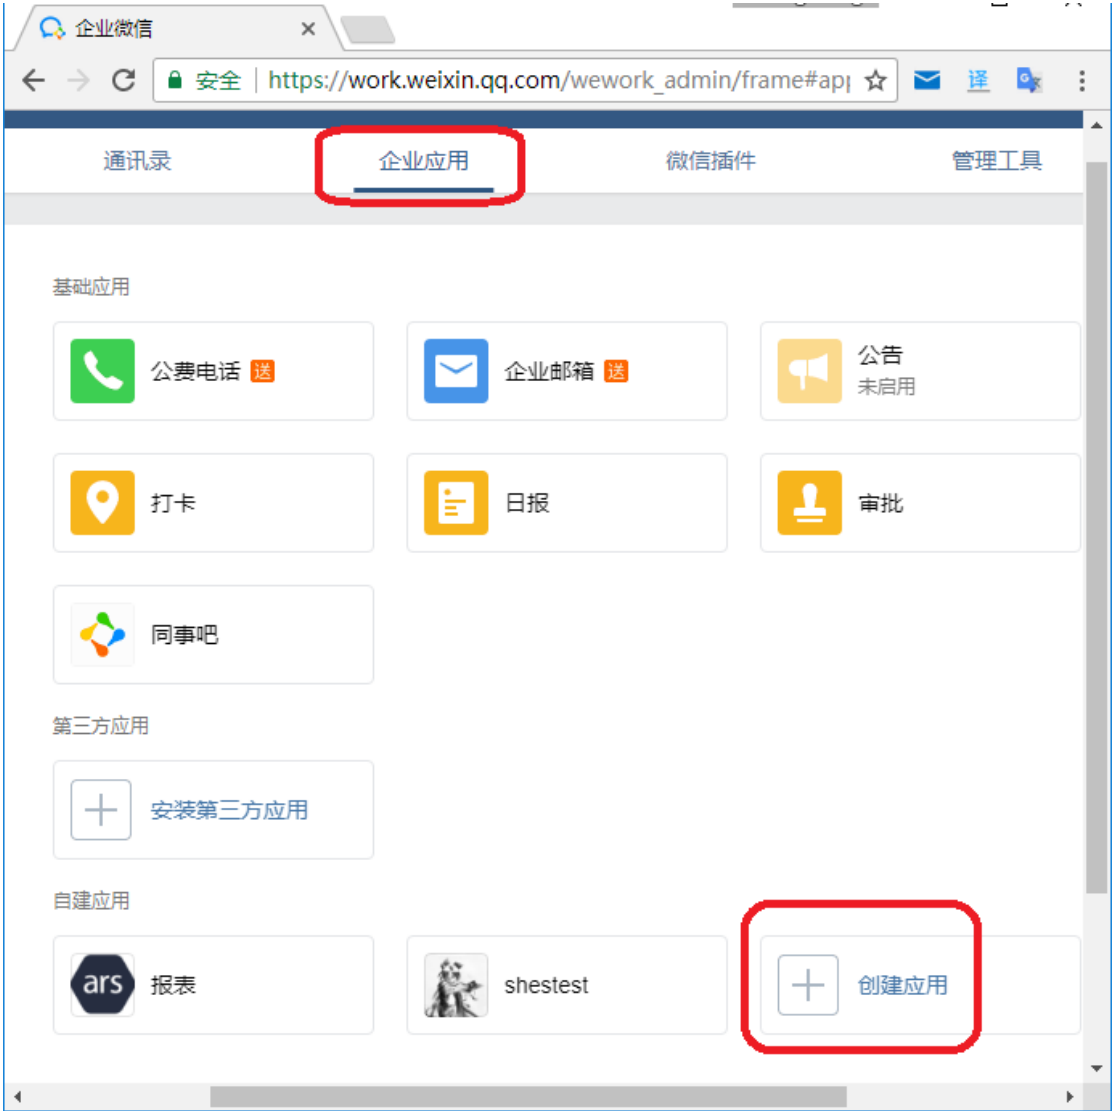 企业微信
安全 https://work.weixin.qq.com/wework_admin/frame#app
译
通讯录 企业应用 微信插件 管理工具
基础应用
公费电话 送 企业邮箱 送 公告
未启用
打卡 日报 审批
同事吧
第三方应用
安装第三方应用
自建应用
ars 报表 shestest 创建应用